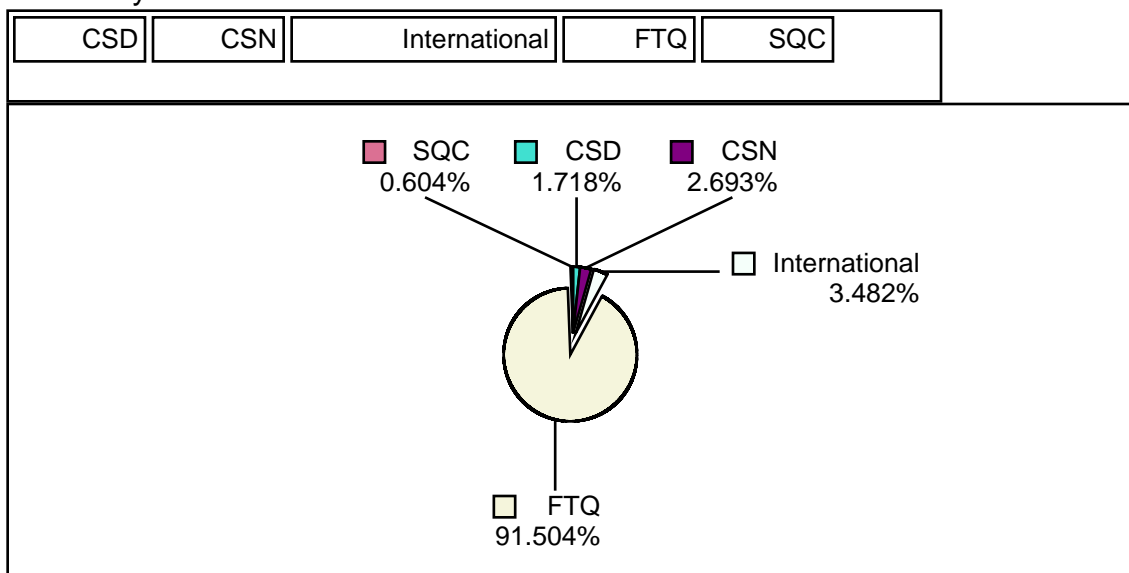 CSD CSN International FTQ SQC
SQC CSD CSN
0.604% 1.718% 2.693%
International
3.482%
FTQ
91.504%